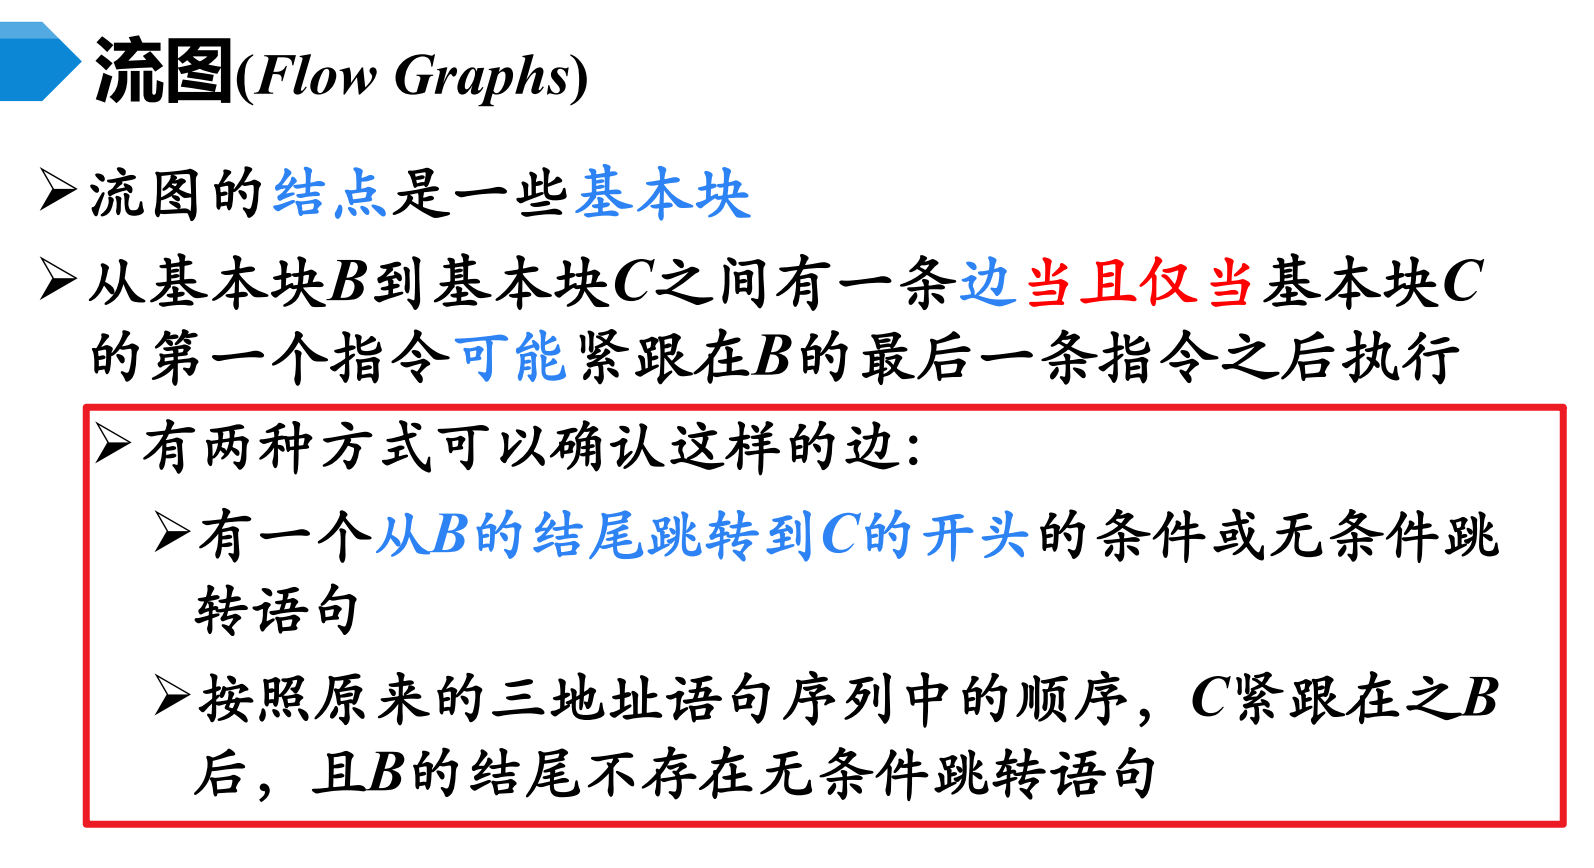 流图(Flow Graphs)
➢流图的结点是一些基本块
➢从基本块B到基本块C之间有一条边当且仅当基本块C
的第一个指令可能紧跟在B的最后一条指令之后执行
➢有两种方式可以确认这样的边：
➢有一个从B的结尾跳转到C的开头的条件或无条件跳
转语句
➢按照原来的三地址语句序列中的顺序，C紧跟在之B
后，且B的结尾不存在无条件跳转语句